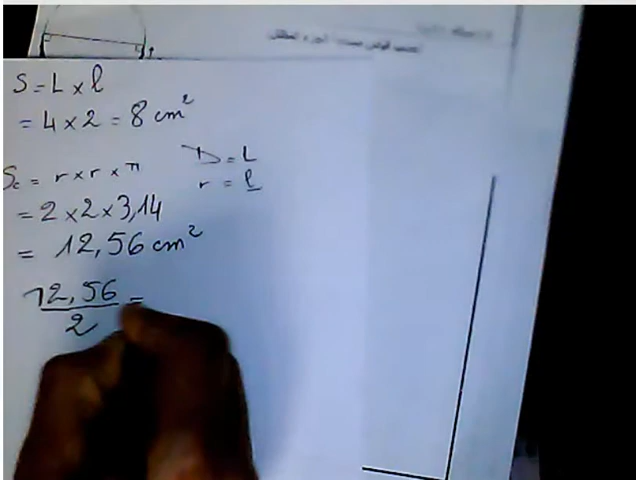 S = L x l
= 4 x 2 = 8 cm²
D = L
Sc = r x r x π
r = l
= 2 x 2 x 3,14
= 12,56 cm²
12,56 =
2